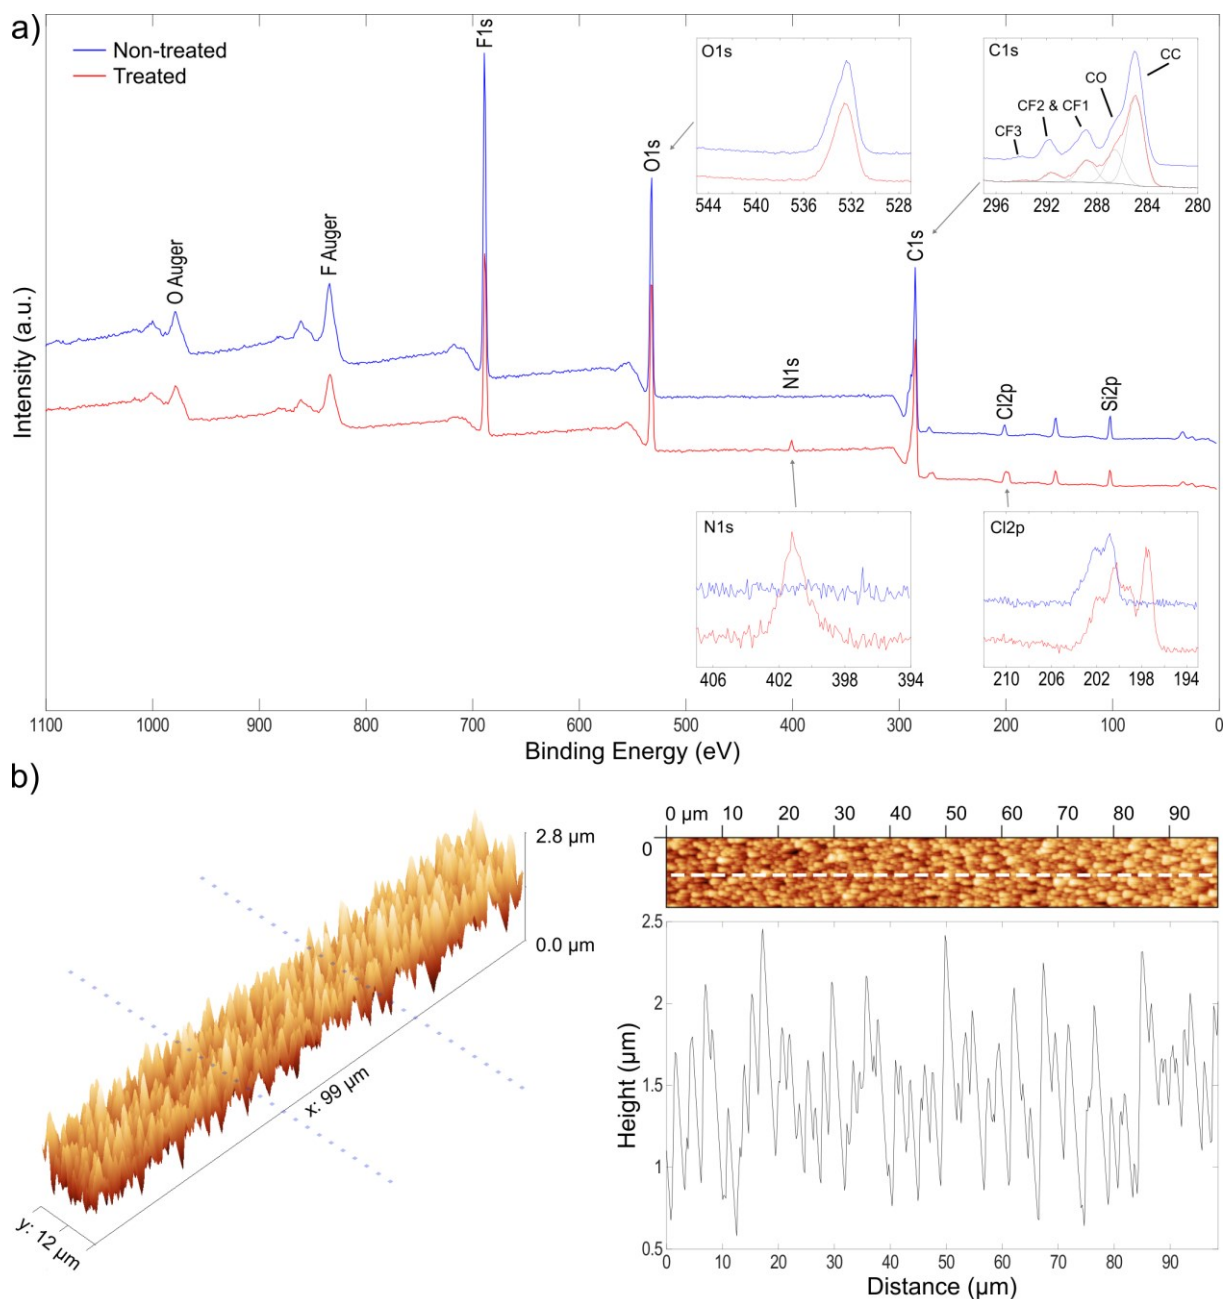 a)
Non-treated
Treated
F1s
O1s
C1s
O Auger
F Auger
N1s
Cl2p
Si2p
O1s
544 540 536 532 528
C1s
CC
CO
CF2 & CF1
CF3
296 292 288 284 280
N1s
406 402 398 394
Cl2p
210 206 202 198 194
Intensity (a.u.)
1100 1000 900 800 700 600 500 400 300 200 100 0
Binding Energy (eV)
b)
2.8 µm
0.0 µm
x: 99 µm
y: 12 µm
0 µm 10 20 30 40 50 60 70 80 90
0
2.5
2
1.5
1
0.5
Height (µm)
0 10 20 30 40 50 60 70 80 90
Distance (µm)